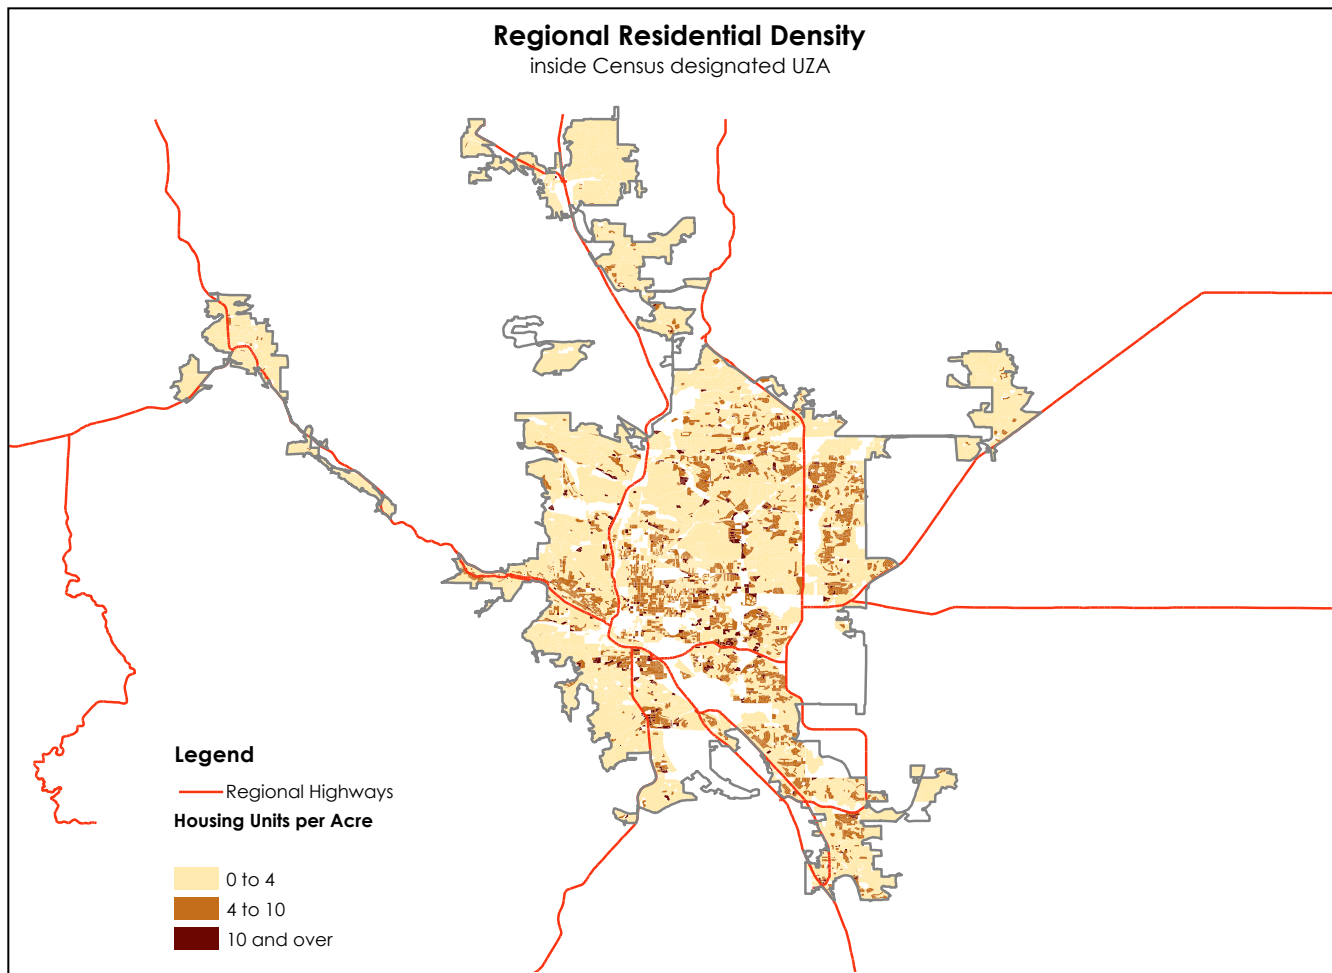 Regional Residential Density
inside Census designated UZA
Legend
Regional Highways
Housing Units per Acre
0 to 4
4 to 10
10 and over